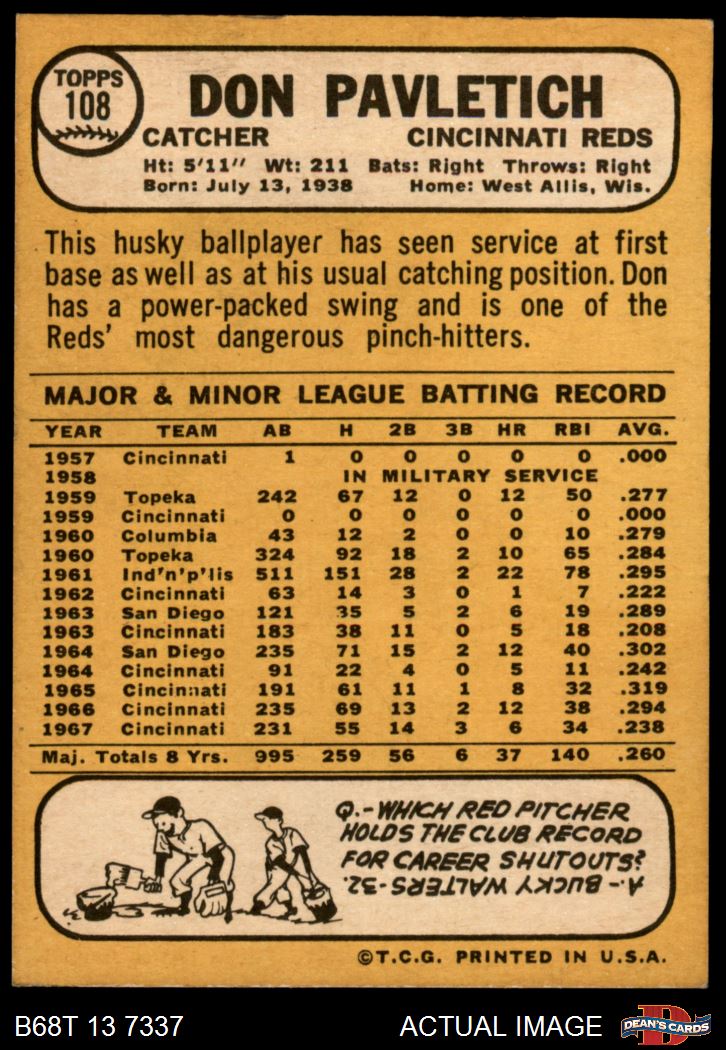 TOPPS
108
DON PAVLETICH
CATCHER CINCINNATI REDS
Ht: 5'11" Wt: 211 Bats: Right Throws: Right
Born: July 13, 1938 Home: West Allis, Wis.
This husky ballplayer has seen service at first
base as well as at his usual catching position. Don
has a power-packed swing and is one of the
Reds' most dangerous pinch-hitters.
MAJOR & MINOR LEAGUE BATTING RECORD
YEAR TEAM AB H 2B 3B HR RBI AVG.
1957 Cincinnati 1 0 0 0 0 0 .000
1958 IN MILITARY SERVICE
1959 Topeka 242 67 12 0 12 50 .277
1959 Cincinnati 0 0 0 0 0 0 .000
1960 Columbia 43 12 2 0 0 10 .279
1960 Topeka 324 92 18 2 10 65 .284
1961 Ind'n'p'lis 511 151 28 2 22 78 .295
1962 Cincinnati 63 14 3 0 1 7 .222
1963 San Diego 121 35 5 2 6 19 .289
1963 Cincinnati 183 38 11 0 5 18 .208
1964 San Diego 235 71 15 2 12 40 .302
1964 Cincinnati 91 22 4 0 5 11 .242
1965 Cincinnati 191 61 11 1 8 32 .319
1966 Cincinnati 235 69 13 2 12 38 .294
1967 Cincinnati 231 55 14 3 6 34 .238
Maj. Totals 8 Yrs. 995 259 56 6 37 140 .260
Q.- WHICH RED PITCHER
HOLDS THE CLUB RECORD
FOR CAREER SHUTOUTS?
A.- BUCKY WALTERS-32.
©T.C.G. PRINTED IN U.S.A.
B68T 13 7337 ACTUAL IMAGE
D
DEAN'S CARDS